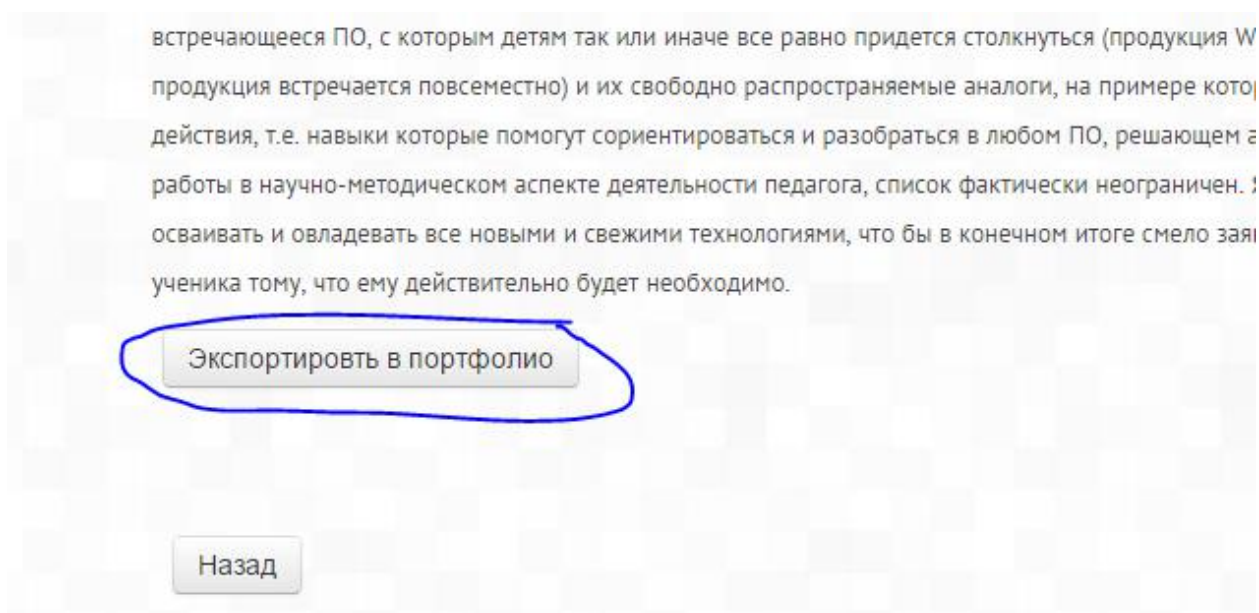 встречающееся ПО, с которым детям так или иначе все равно придется столкнуться (продукция W
продукция встречается повсеместно) и их свободно распространяемые аналоги, на примере кото
действия, т.е. навыки которые помогут сориентироваться и разобраться в любом ПО, решающем а
работы в научно-методическом аспекте деятельности педагога, список фактически неограничен.
осваивать и овладевать все новыми и свежими технологиями, что бы в конечном итоге смело зая
ученика тому, что ему действительно будет необходимо.
Экспортировть в портфолио
Назад